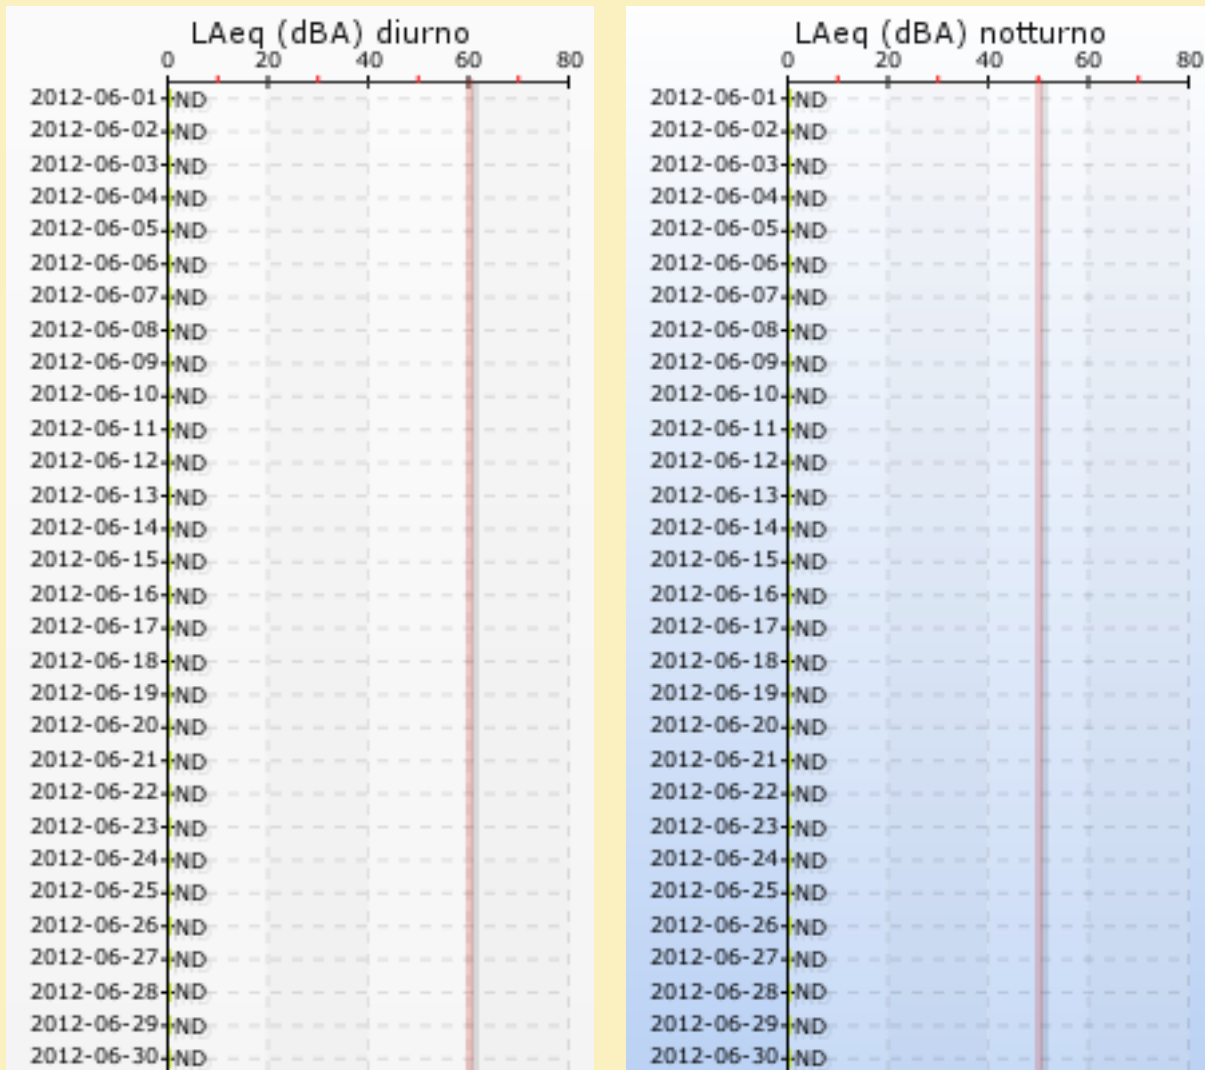 LAeq (dBA) diurno
0 20 40 60 80
2012-06-01 ND
2012-06-02 ND
2012-06-03 ND
2012-06-04 ND
2012-06-05 ND
2012-06-06 ND
2012-06-07 ND
2012-06-08 ND
2012-06-09 ND
2012-06-10 ND
2012-06-11 ND
2012-06-12 ND
2012-06-13 ND
2012-06-14 ND
2012-06-15 ND
2012-06-16 ND
2012-06-17 ND
2012-06-18 ND
2012-06-19 ND
2012-06-20 ND
2012-06-21 ND
2012-06-22 ND
2012-06-23 ND
2012-06-24 ND
2012-06-25 ND
2012-06-26 ND
2012-06-27 ND
2012-06-28 ND
2012-06-29 ND
2012-06-30 ND
LAeq (dBA) notturno
0 20 40 60 80
2012-06-01 ND
2012-06-02 ND
2012-06-03 ND
2012-06-04 ND
2012-06-05 ND
2012-06-06 ND
2012-06-07 ND
2012-06-08 ND
2012-06-09 ND
2012-06-10 ND
2012-06-11 ND
2012-06-12 ND
2012-06-13 ND
2012-06-14 ND
2012-06-15 ND
2012-06-16 ND
2012-06-17 ND
2012-06-18 ND
2012-06-19 ND
2012-06-20 ND
2012-06-21 ND
2012-06-22 ND
2012-06-23 ND
2012-06-24 ND
2012-06-25 ND
2012-06-26 ND
2012-06-27 ND
2012-06-28 ND
2012-06-29 ND
2012-06-30 ND